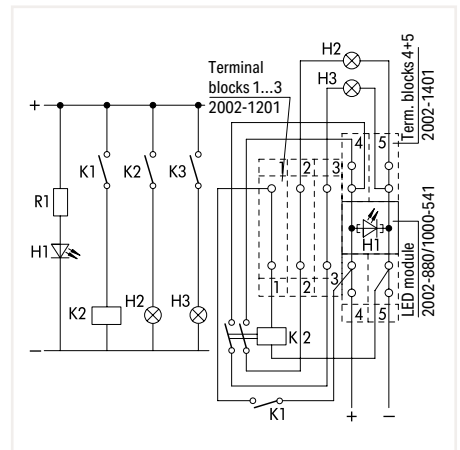 H2
H3
Terminal
blocks 1...3
2002-1201
Term. blocks 4+5
2002-1401
+
K1
K2
K3
R1
H1
K2
H2
H3
−
1
2
3
4
5
H1
LED module
2002-880/1000-541
1
2
3
4
5
K2
K1
+
−